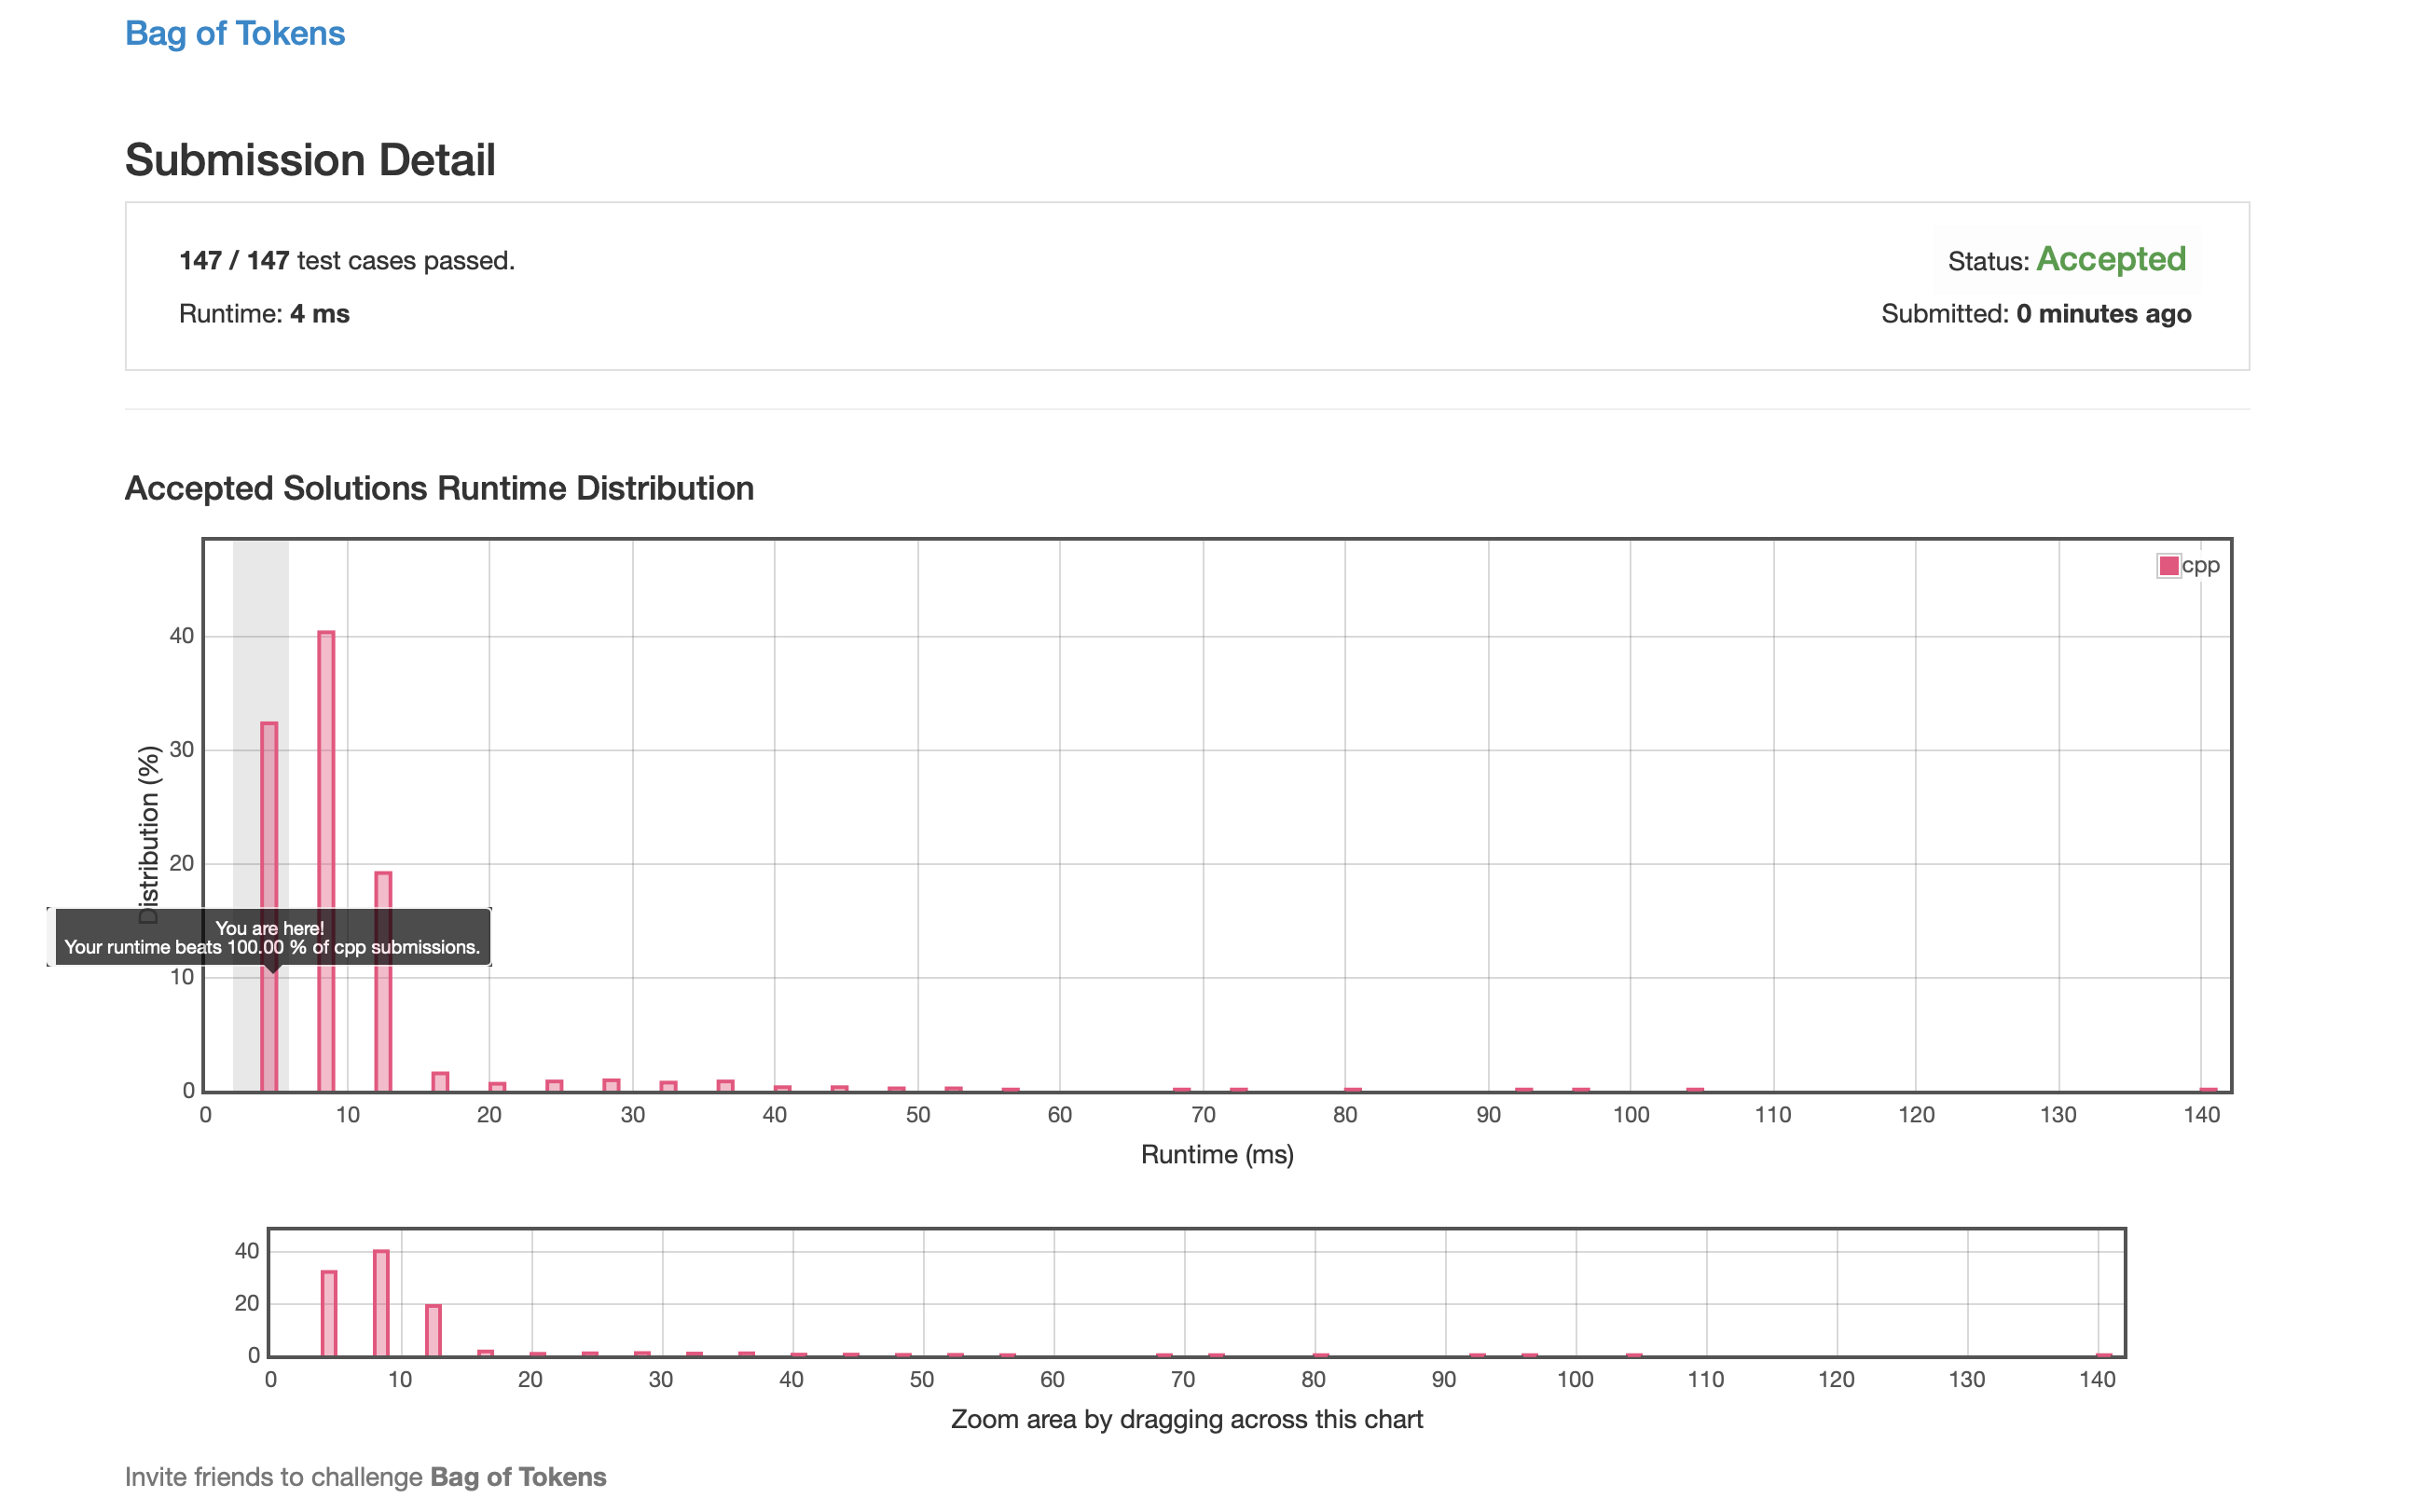 Bag of Tokens
Submission Detail
147 / 147 test cases passed.
Status: Accepted
Runtime: 4 ms
Submitted: 0 minutes ago
Accepted Solutions Runtime Distribution
cpp
40
30
20
10
0
Distribution (%)
You are here!
Your runtime beats 100.00 % of cpp submissions.
0 10 20 30 40 50 60 70 80 90 100 110 120 130 140
Runtime (ms)
40
20
0
0 10 20 30 40 50 60 70 80 90 100 110 120 130 140
Zoom area by dragging across this chart
Invite friends to challenge Bag of Tokens